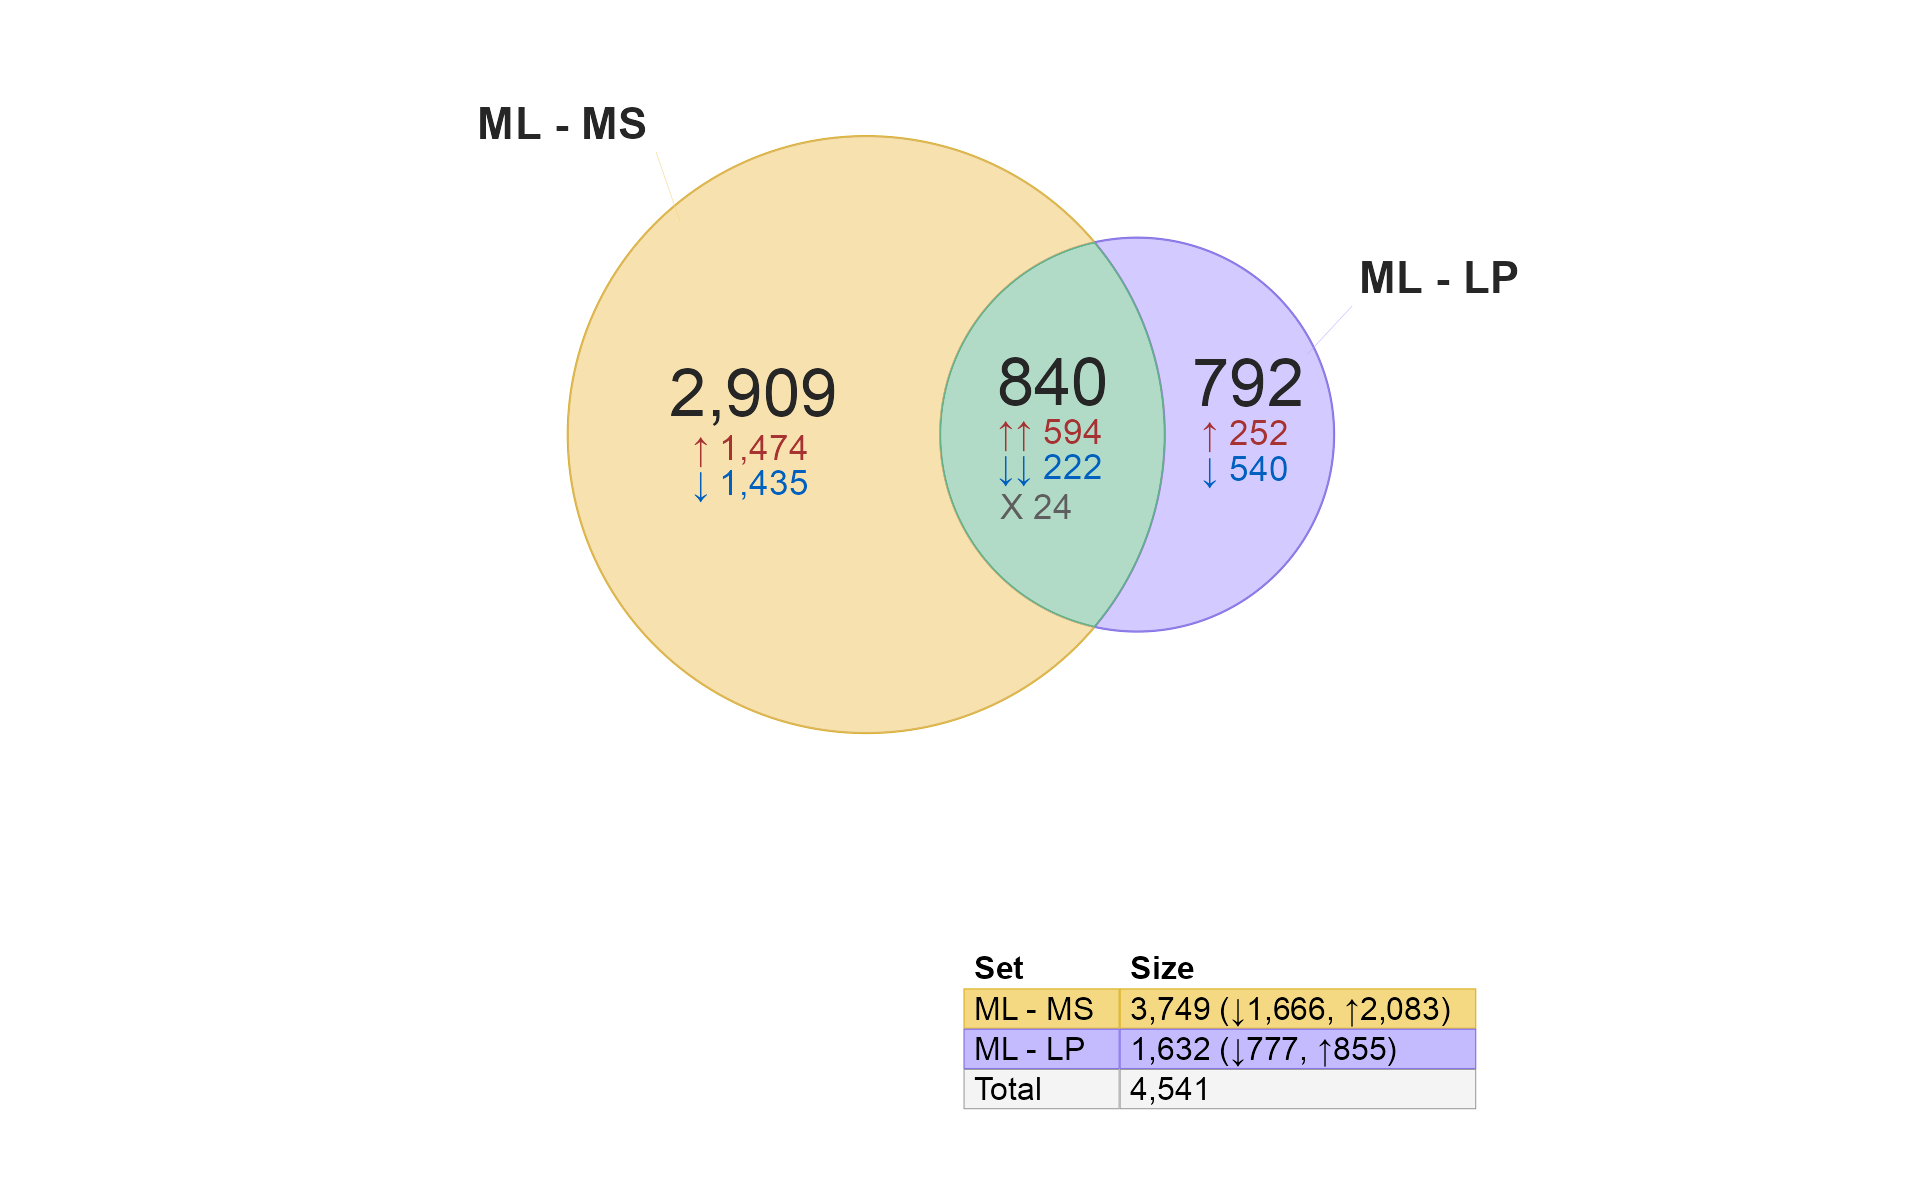 ML - MS
ML - LP
2,909
↑ 1,474
↓ 1,435
840
↑↑ 594
↓↓ 222
X 24
792
↑ 252
↓ 540
Set Size
ML - MS 3,749 (↓1,666, ↑2,083)
ML - LP 1,632 (↓777, ↑855)
Total 4,541